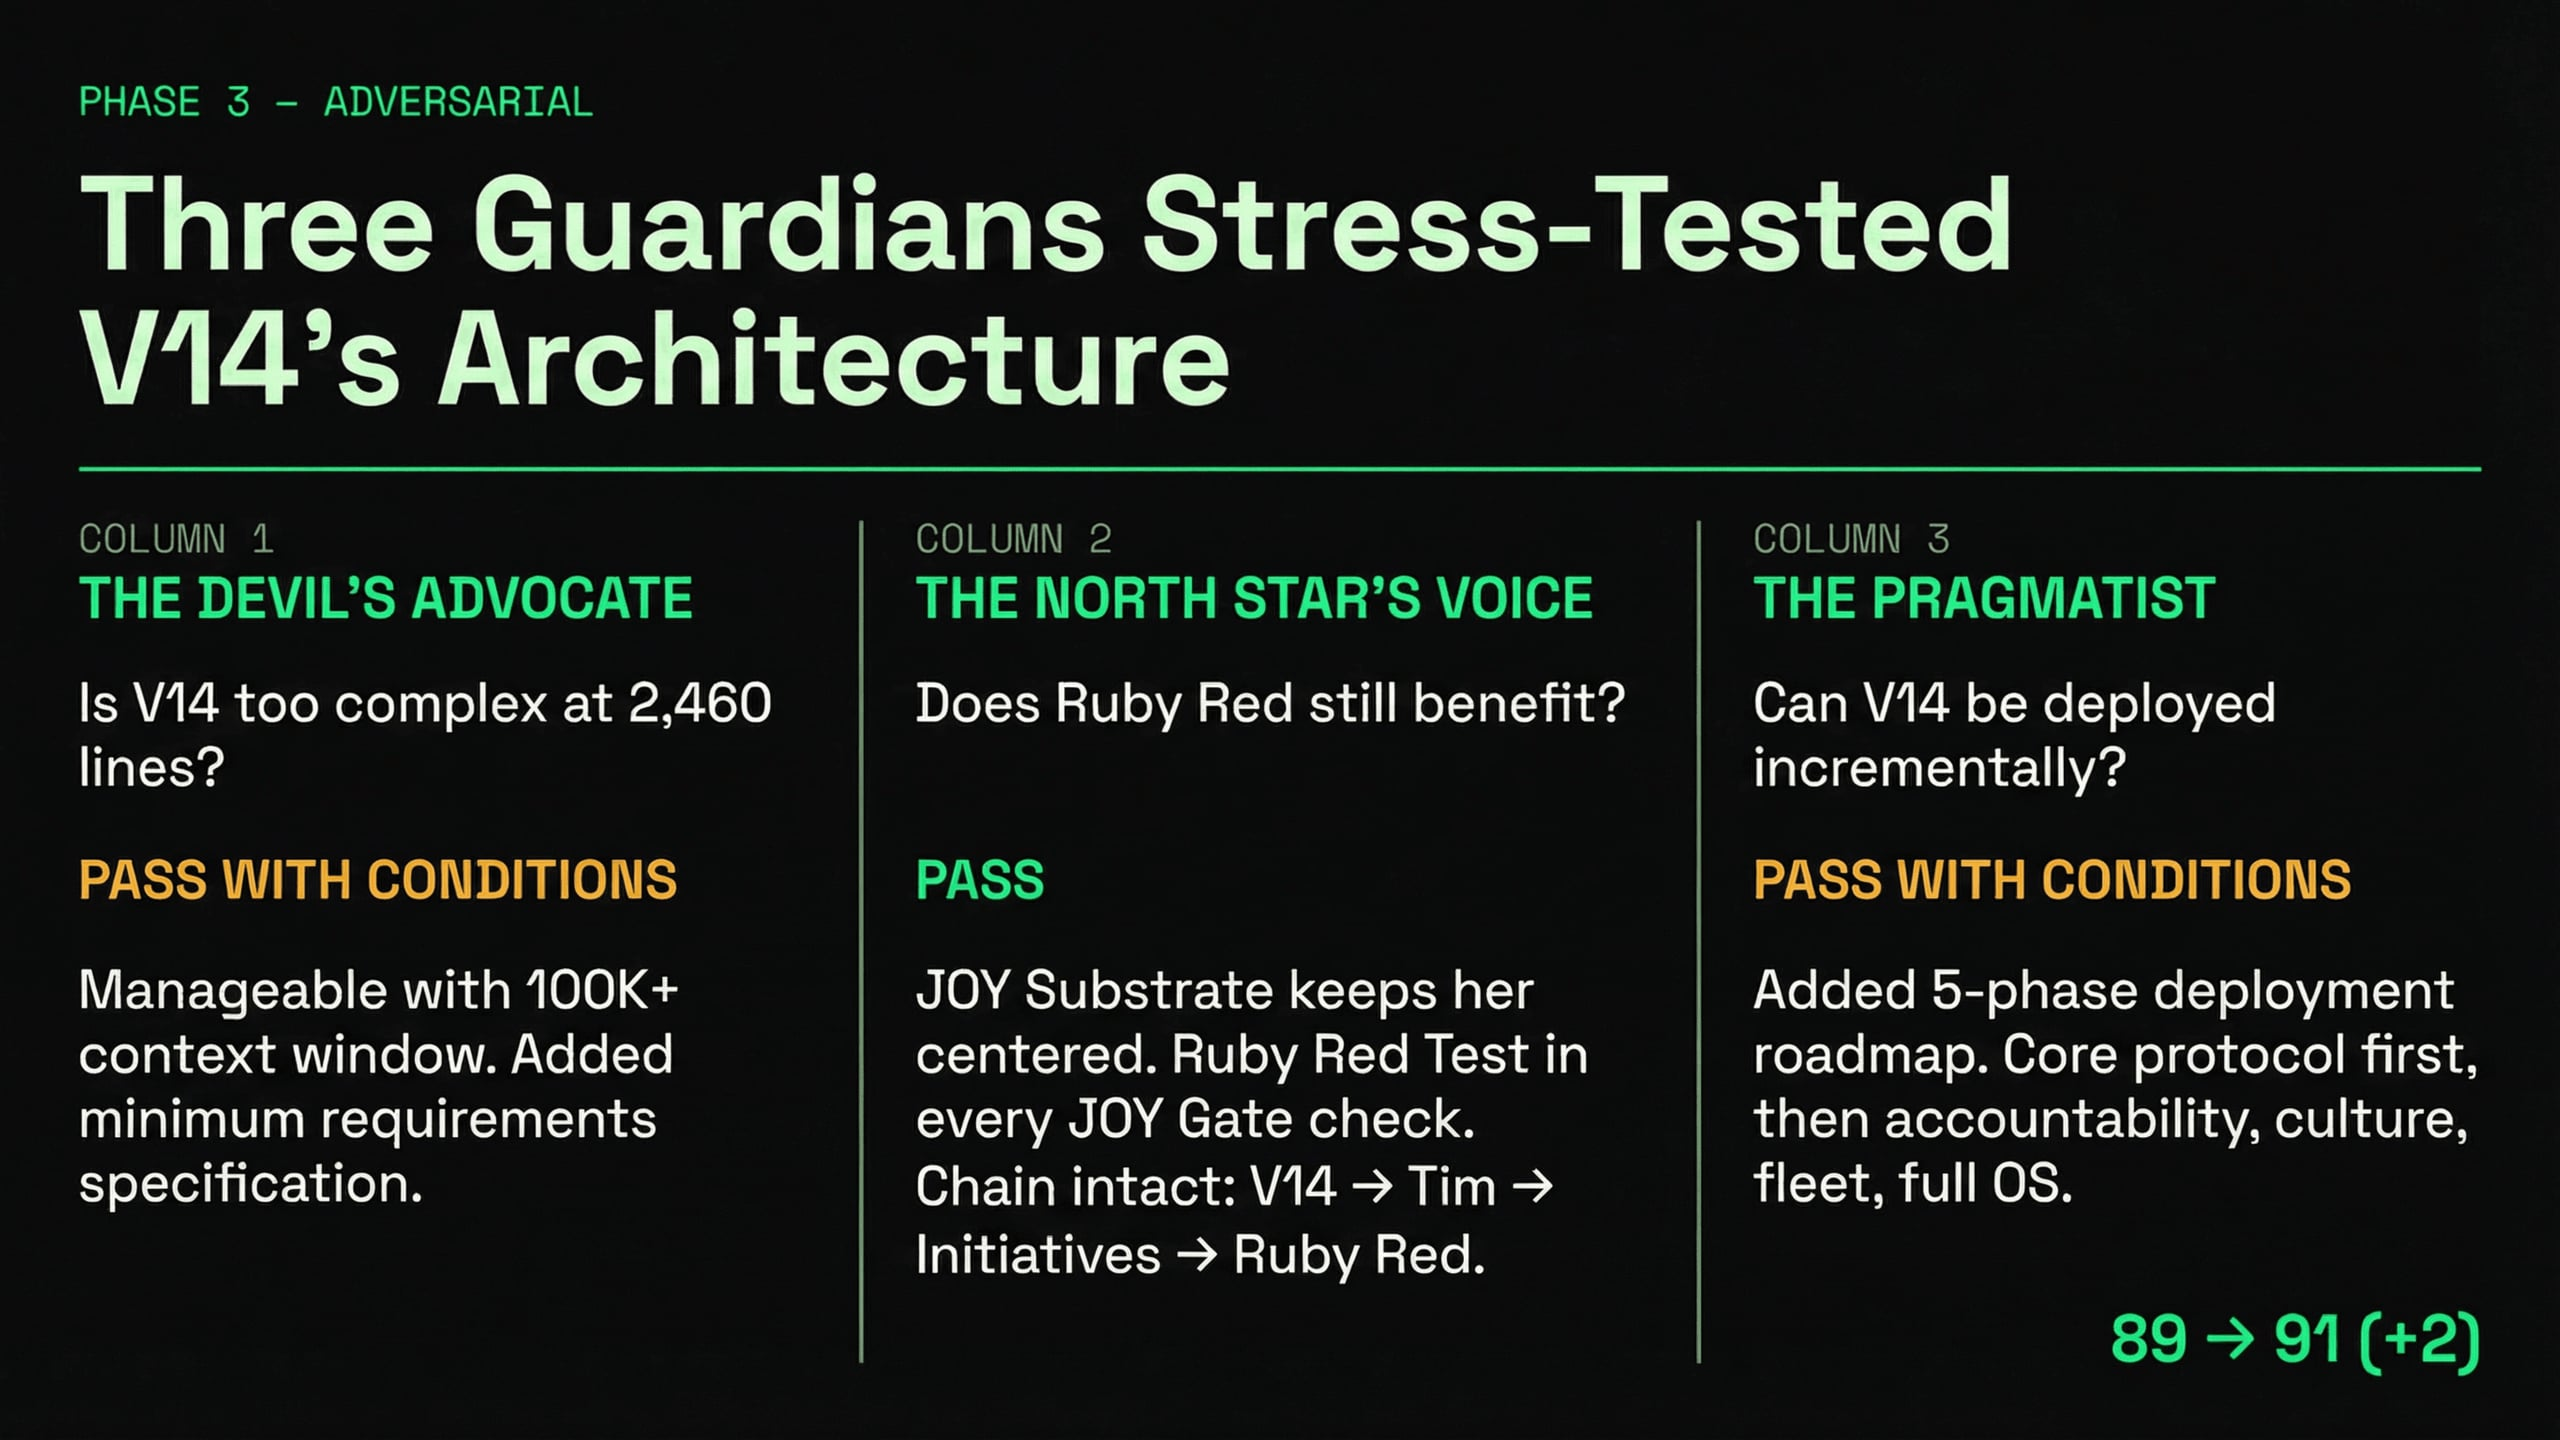 PHASE 3 – ADVERSARIAL
Three Guardians Stress-Tested
V14’s Architecture
COLUMN 1
THE DEVIL’S ADVOCATE
Is V14 too complex at 2,460
lines?
PASS WITH CONDITIONS
Manageable with 100K+
context window. Added
minimum requirements
specification.
COLUMN 2
THE NORTH STAR’S VOICE
Does Ruby Red still benefit?
PASS
JOY Substrate keeps her
centered. Ruby Red Test in
every JOY Gate check.
Chain intact: V14 → Tim →
Initiatives → Ruby Red.
COLUMN 3
THE PRAGMATIST
Can V14 be deployed
incrementally?
PASS WITH CONDITIONS
Added 5-phase deployment
roadmap. Core protocol first,
then accountability, culture,
fleet, full OS.
89 → 91 (+2)